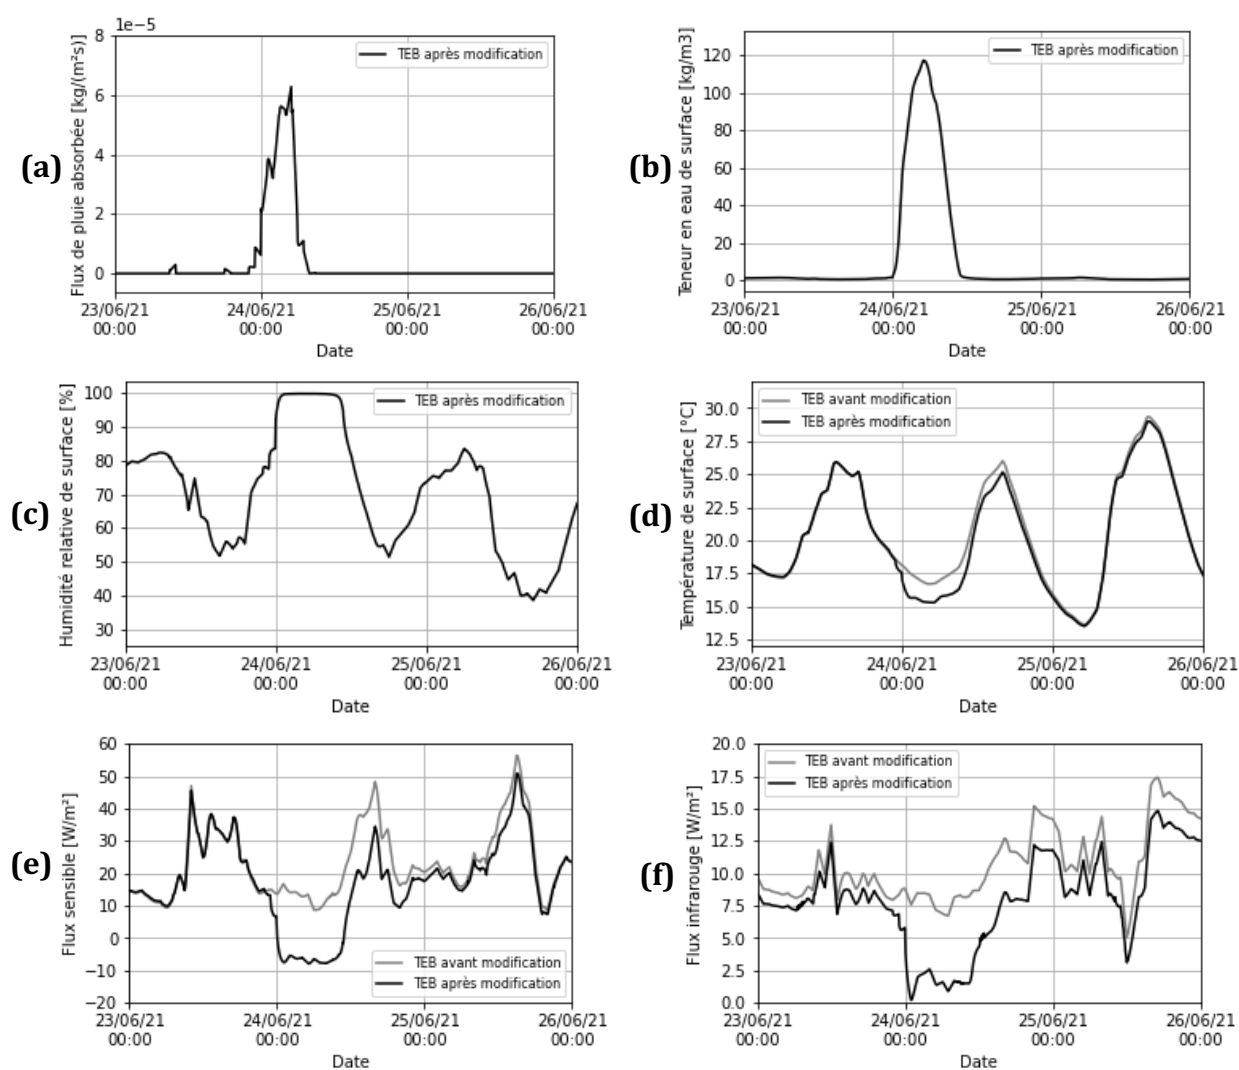 (a)
1e−5
Flux de pluie absorbée [kg/(m²s)]
8
6
4
2
0
TEB après modification
23/06/21 00:00
24/06/21 00:00
25/06/21 00:00
26/06/21 00:00
Date
(b)
Teneur en eau de surface [kg/m3]
120
100
80
60
40
20
0
TEB après modification
23/06/21 00:00
24/06/21 00:00
25/06/21 00:00
26/06/21 00:00
Date
(c)
Humidité relative de surface [%]
100
90
80
70
60
50
40
30
TEB après modification
23/06/21 00:00
24/06/21 00:00
25/06/21 00:00
26/06/21 00:00
Date
(d)
Température de surface [°C]
30.0
27.5
25.0
22.5
20.0
17.5
15.0
12.5
TEB avant modification
TEB après modification
23/06/21 00:00
24/06/21 00:00
25/06/21 00:00
26/06/21 00:00
Date
(e)
Flux sensible [W/m²]
60
50
40
30
20
10
0
−10
−20
TEB avant modification
TEB après modification
23/06/21 00:00
24/06/21 00:00
25/06/21 00:00
26/06/21 00:00
Date
(f)
Flux infrarouge [W/m²]
20.0
17.5
15.0
12.5
10.0
7.5
5.0
2.5
0.0
TEB avant modification
TEB après modification
23/06/21 00:00
24/06/21 00:00
25/06/21 00:00
26/06/21 00:00
Date